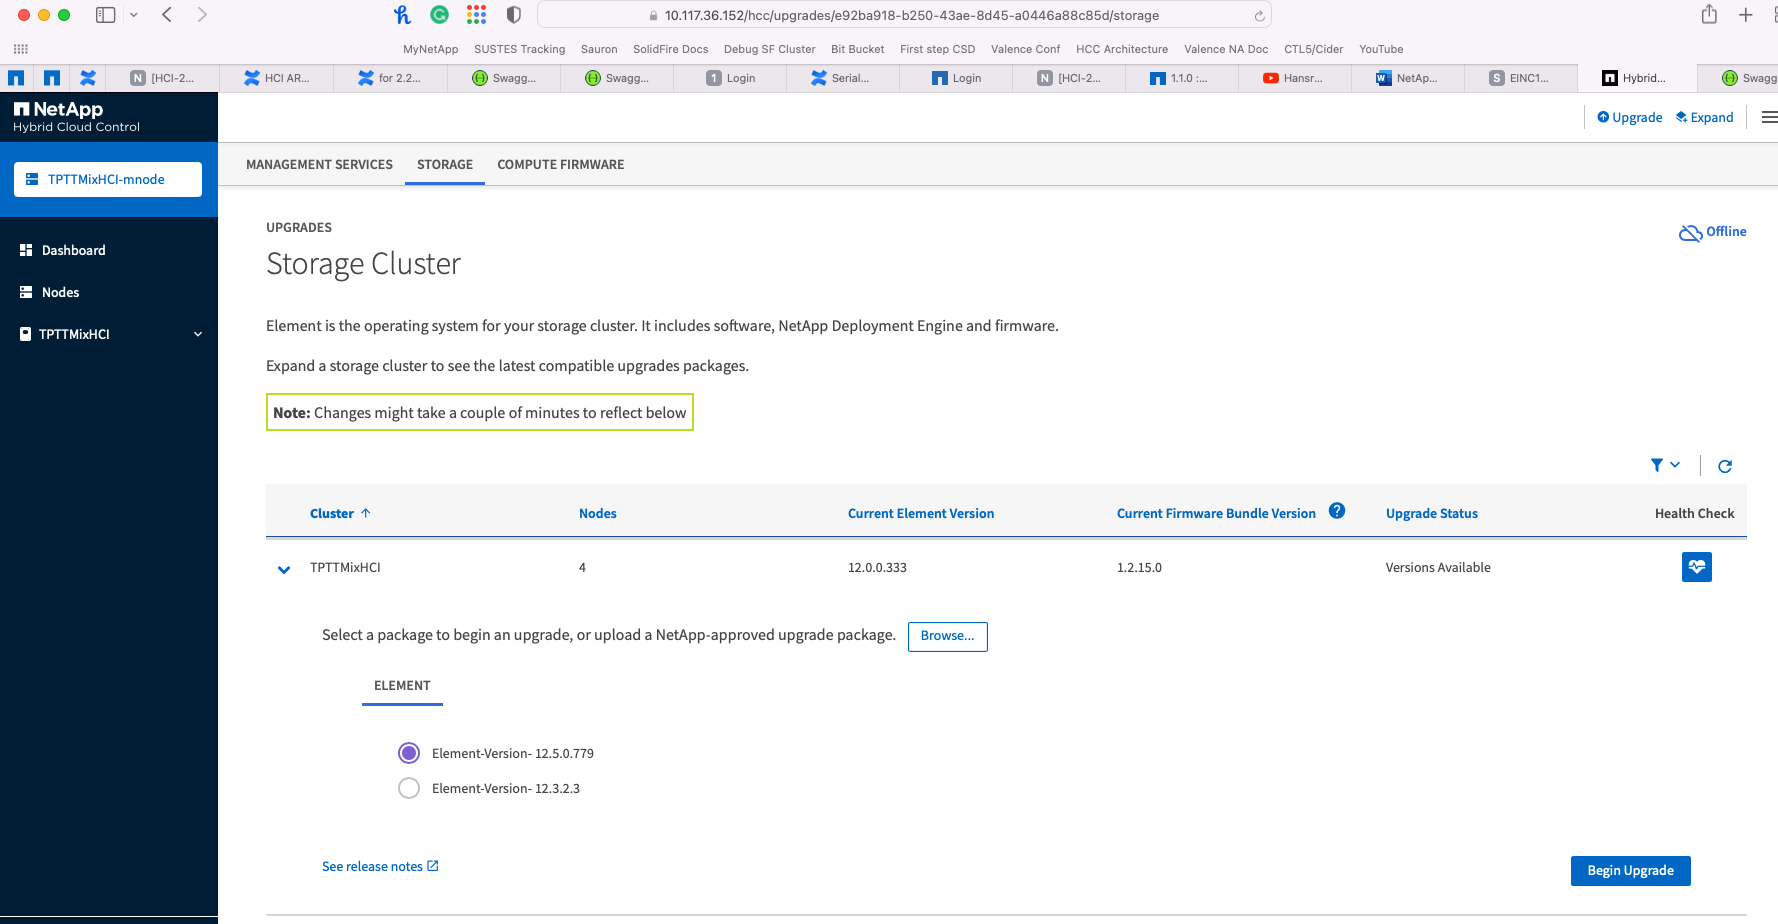 10.117.36.152/hcc/upgrades/e92ba918-b250-43ae-8d45-a0446a88c85d/storage
MyNetApp SUSTES Tracking Sauron SolidFire Docs Debug SF Cluster Bit Bucket First step CSD Valence Conf HCC Architecture Valence NA Doc CTL5/Cider YouTube
N [HCI-2... HCI AR... for 2.2... Swagg... Swagg... 1 Login Serial... Login N [HCI-2... 1.1.0 :... Hansr... NetAp... S EINC1... Hybrid... Swagg
NetApp
Hybrid Cloud Control
Upgrade Expand
TPTTMixHCI-mnode
MANAGEMENT SERVICES STORAGE COMPUTE FIRMWARE
Dashboard
Nodes
TPTTMixHCI
UPGRADES
Offline
Storage Cluster
Element is the operating system for your storage cluster. It includes software, NetApp Deployment Engine and firmware.
Expand a storage cluster to see the latest compatible upgrades packages.
Note: Changes might take a couple of minutes to reflect below
Cluster Nodes Current Element Version Current Firmware Bundle Version ? Upgrade Status Health Check
TPTTMixHCI 4 12.0.0.333 1.2.15.0 Versions Available
Select a package to begin an upgrade, or upload a NetApp-approved upgrade package. Browse...
ELEMENT
Element-Version- 12.5.0.779
Element-Version- 12.3.2.3
See release notes
Begin Upgrade